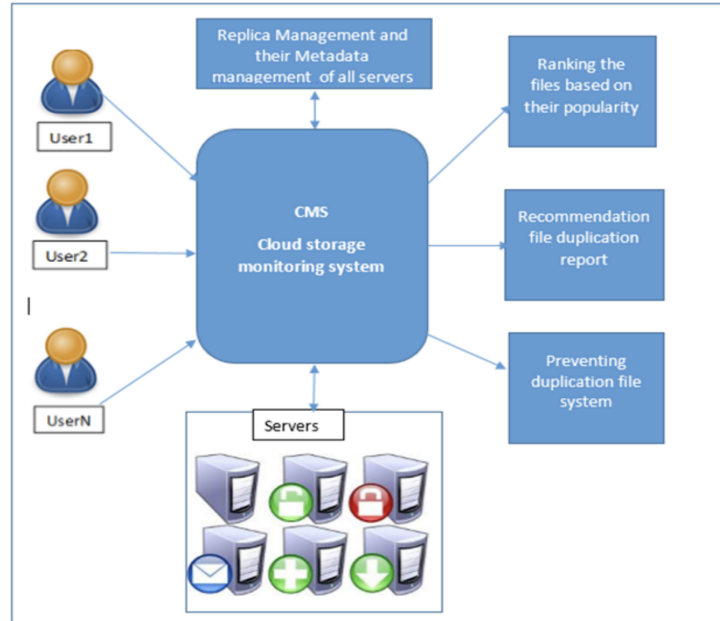 Replica Management and
their Metadata
management of all servers
Ranking the
files based on
their popularity
User1
CMS
Cloud storage
monitoring system
Recommendation
file duplication
report
User2
Preventing
duplication file
system
UserN
Servers